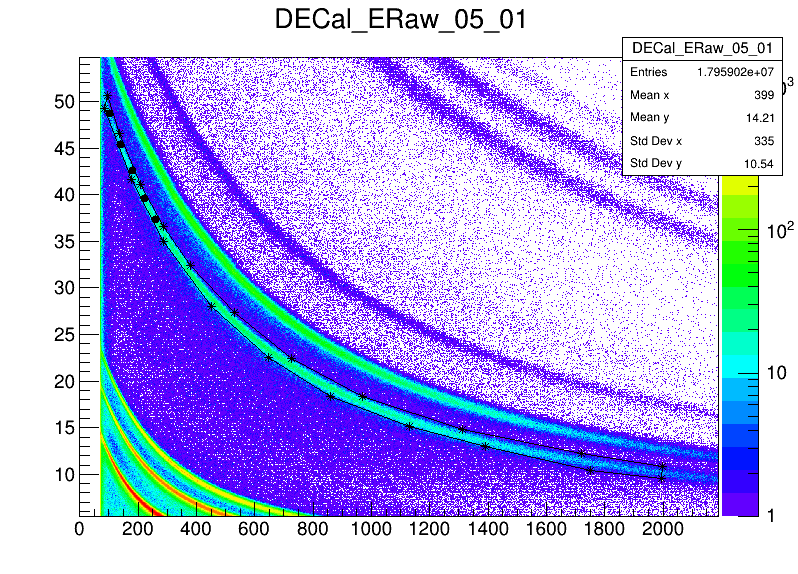 DECal_ERaw_05_01
DECal_ERaw_05_01
Entries 1.795902e+07
Mean x 399
Mean y 14.21
Std Dev x 335
Std Dev y 10.54
50
45
40
35
30
25
20
15
10
0 200 400 600 800 1000 1200 1400 1600 1800 2000
10²
10
1